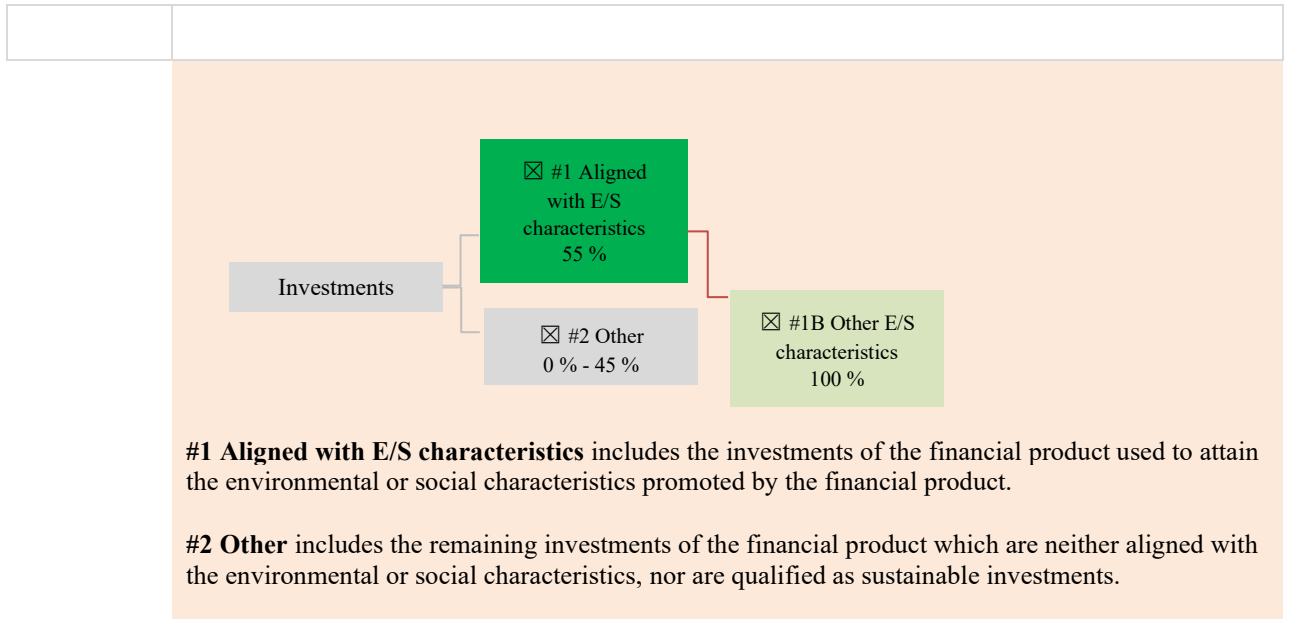 ☒ #1 Aligned
with E/S
characteristics
55 %
Investments
☒ #2 Other
0 % - 45 %
☒ #1B Other E/S
characteristics
100 %
#1 Aligned with E/S characteristics includes the investments of the financial product used to attain
the environmental or social characteristics promoted by the financial product.
#2 Other includes the remaining investments of the financial product which are neither aligned with
the environmental or social characteristics, nor are qualified as sustainable investments.